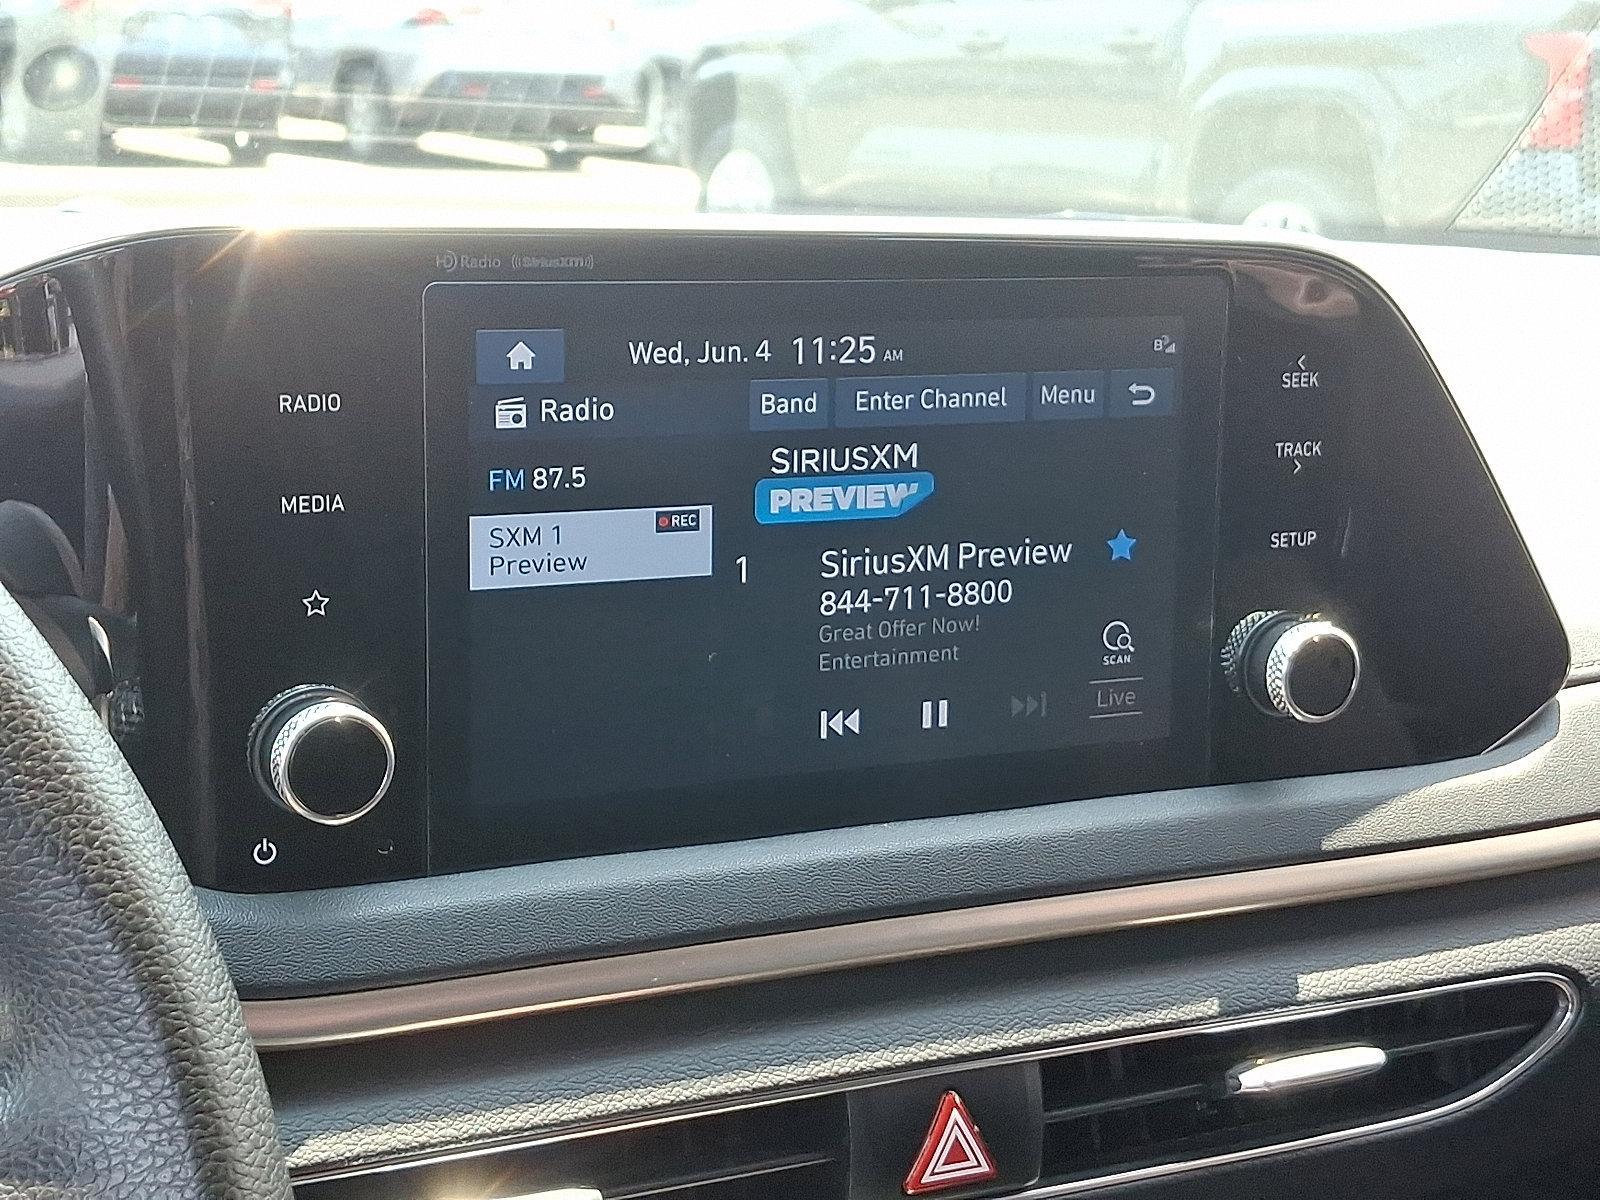 HD Radio ((SiriusXM))
Wed, Jun. 4 11:25 AM
Radio
Band
Enter Channel
Menu
FM 87.5
SXM 1
REC
Preview
SIRIUSXM
PREVIEW
1
SiriusXM Preview
844-711-8800
Great Offer Now!
Entertainment
SCAN
Live
RADIO
MEDIA
SEEK
TRACK
SETUP